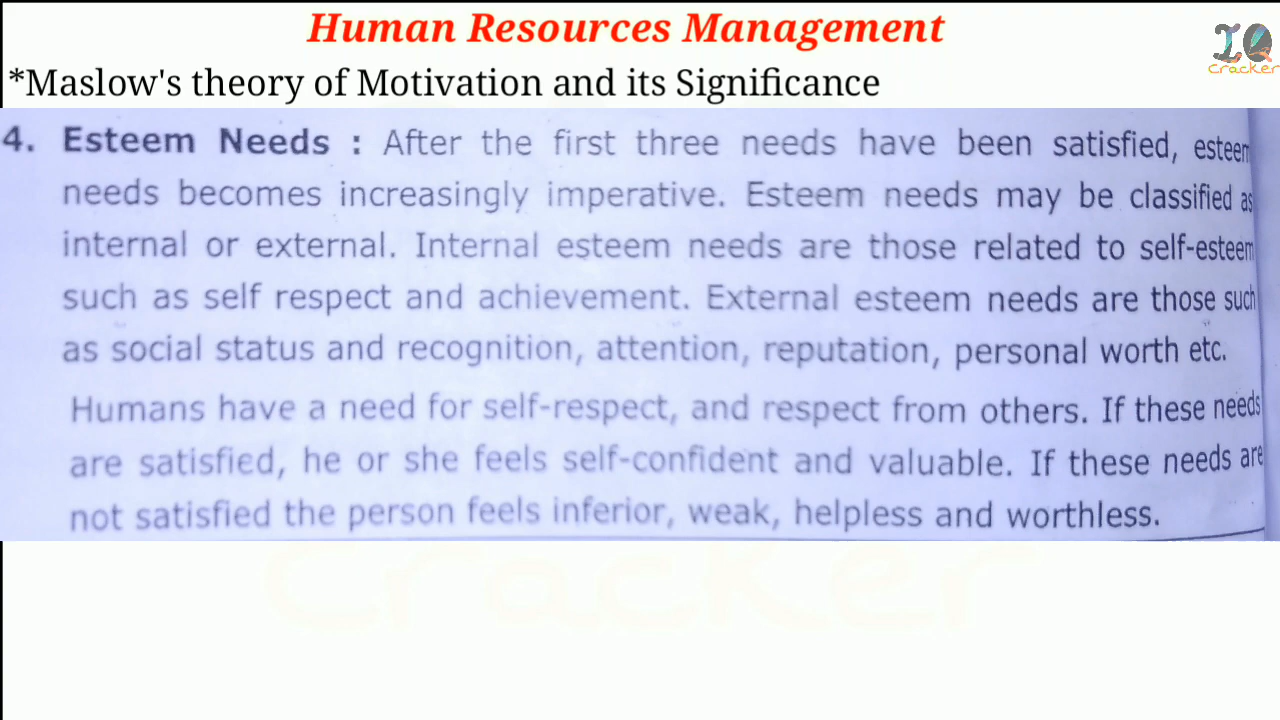 Human Resources Management
IQ
Cracker
*Maslow's theory of Motivation and its Significance
4. Esteem Needs : After the first three needs have been satisfied, esteem
needs becomes increasingly imperative. Esteem needs may be classified as
internal or external. Internal esteem needs are those related to self-esteem
such as self respect and achievement. External esteem needs are those such
as social status and recognition, attention, reputation, personal worth etc.
Humans have a need for self-respect, and respect from others. If these needs
are satisfied, he or she feels self-confident and valuable. If these needs are
not satisfied the person feels inferior, weak, helpless and worthless.
Cracker